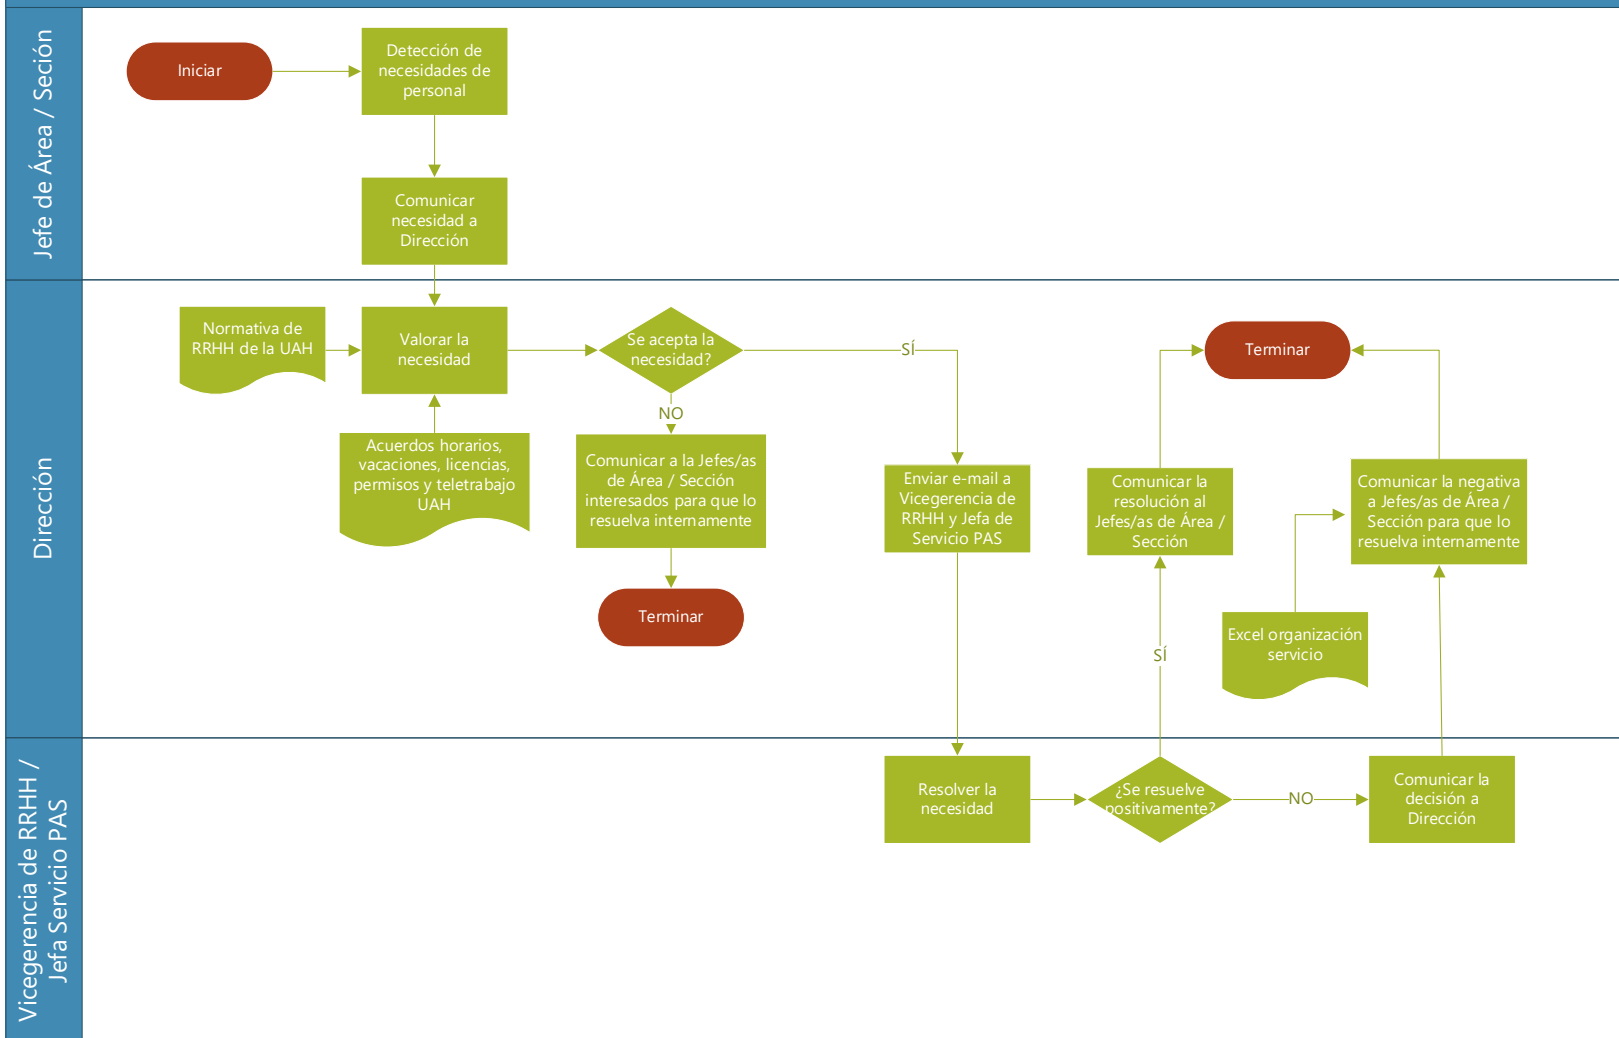 Jefe de Área / Seción
Iniciar
Detección de
necesidades de
personal
Comunicar
necesidad a
Dirección
Dirección
Normativa de
RRHH de la UAH
Valorar la
necesidad
Acuerdos horarios,
vacaciones, licencias,
permisos y teletrabajo
UAH
Se acepta la
necesidad?
NO
SÍ
Comunicar a la Jefes/as
de Área / Sección
interesados para que lo
resuelva internamente
Terminar
Enviar e-mail a
Vicegerencia de
RRHH y Jefa de
Servicio PAS
Terminar
Comunicar la
resolución al
Jefes/as de Área /
Sección
SÍ
Comunicar la negativa
a Jefes/as de Área /
Sección para que lo
resuelva internamente
Excel organización
servicio
Vicegerencia de RRHH /
Jefa Servicio PAS
Resolver la
necesidad
¿Se resuelve
positivamente?
NO
Comunicar la
decisión a
Dirección